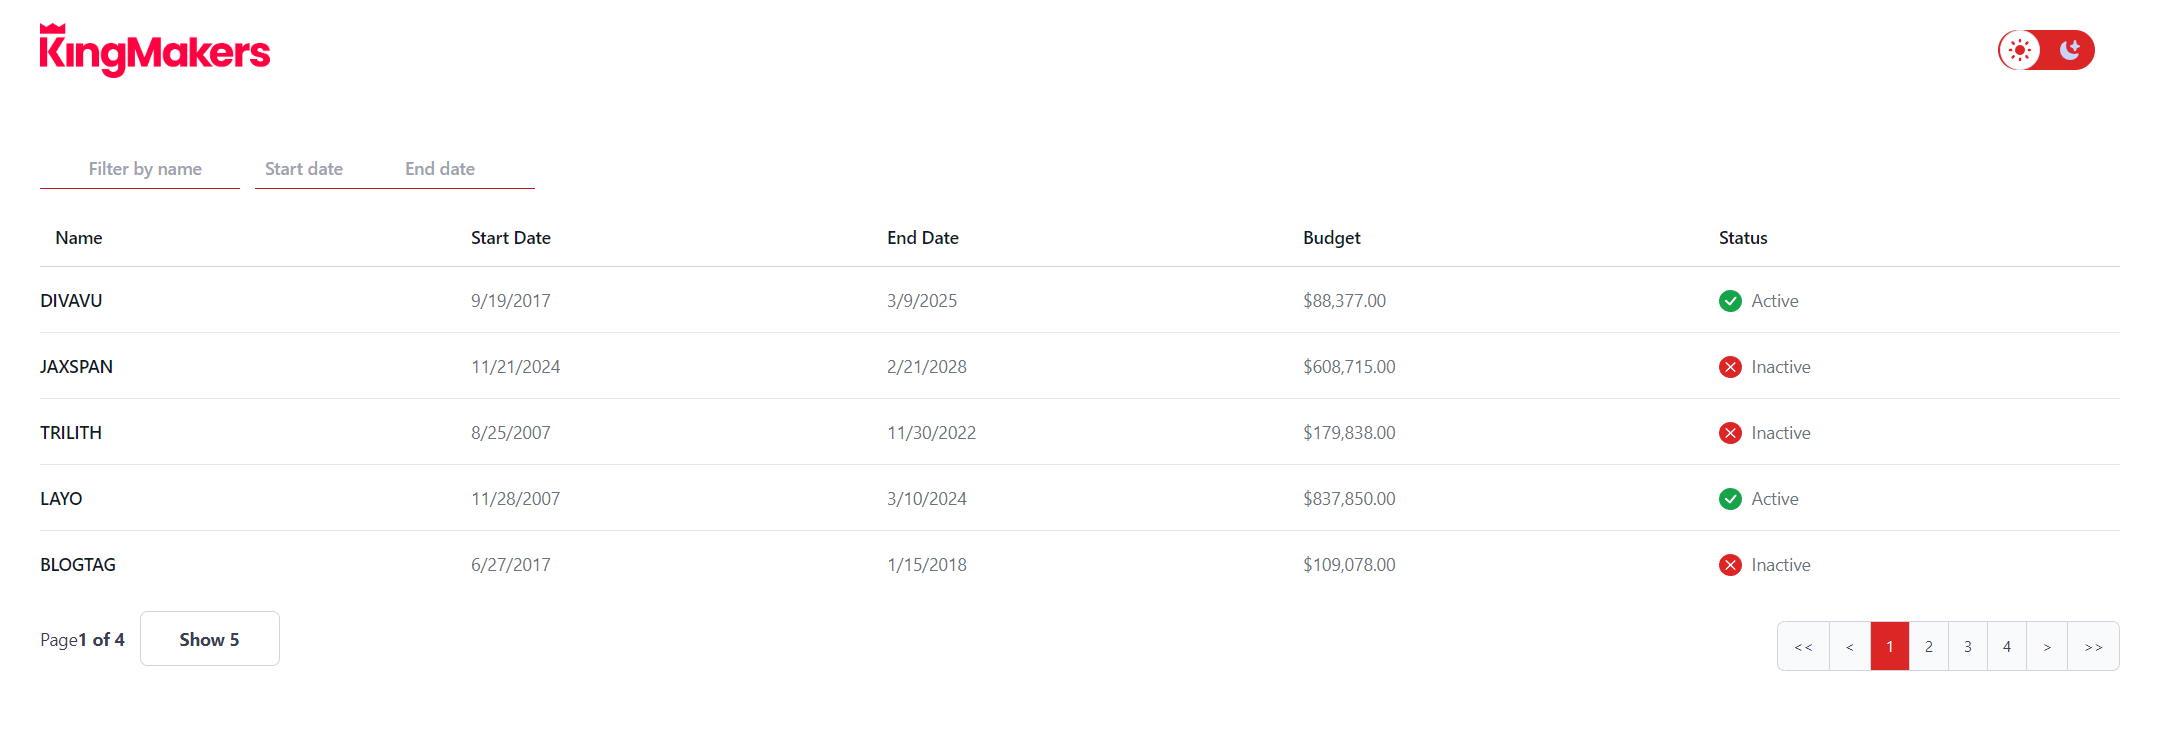 KingMakers
Filter by name Start date End date
Name Start Date End Date Budget Status
DIVAVU 9/19/2017 3/9/2025 $88,377.00 Active
JAXSPAN 11/21/2024 2/21/2028 $608,715.00 Inactive
TRILITH 8/25/2007 11/30/2022 $179,838.00 Inactive
LAYO 11/28/2007 3/10/2024 $837,850.00 Active
BLOGTAG 6/27/2017 1/15/2018 $109,078.00 Inactive
Page1 of 4 Show 5 << < 1 2 3 4 > >>